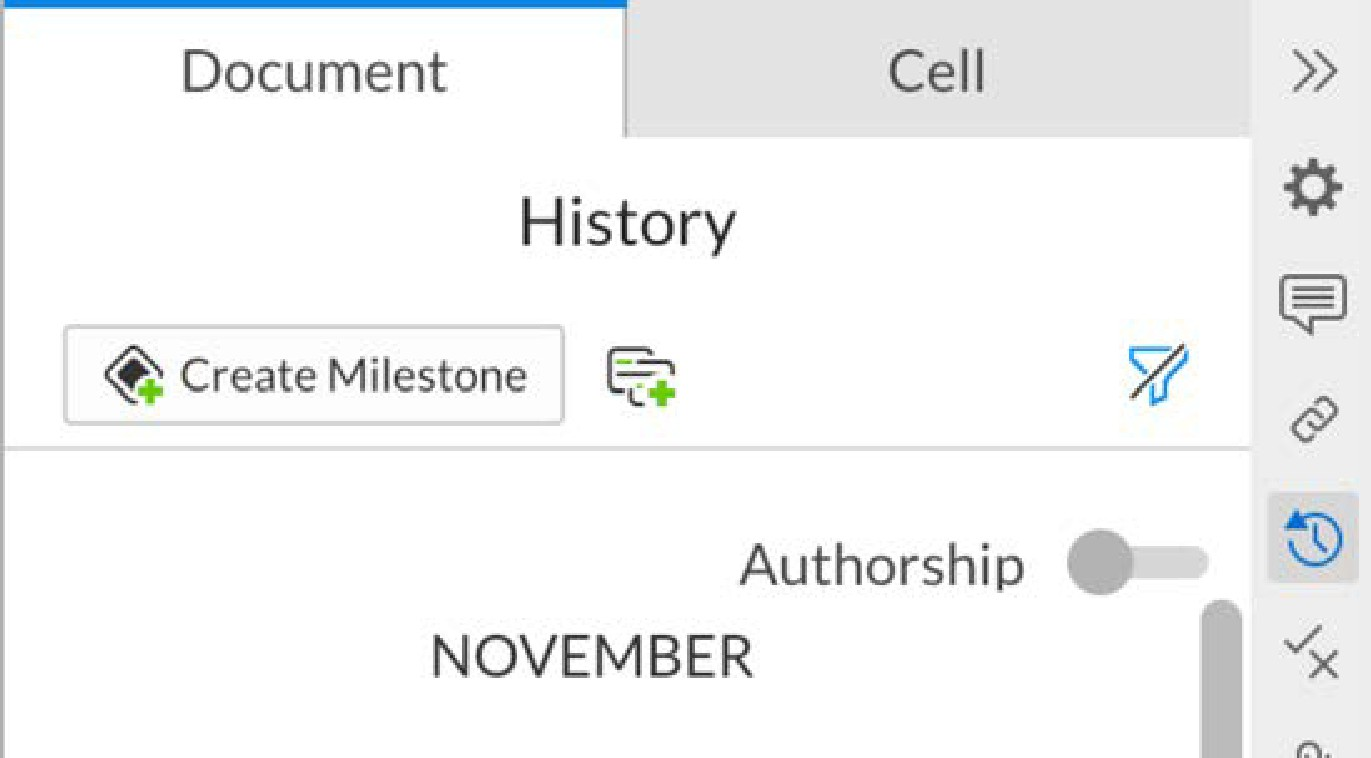 Document Cell
History
Create Milestone
Authorship
NOVEMBER